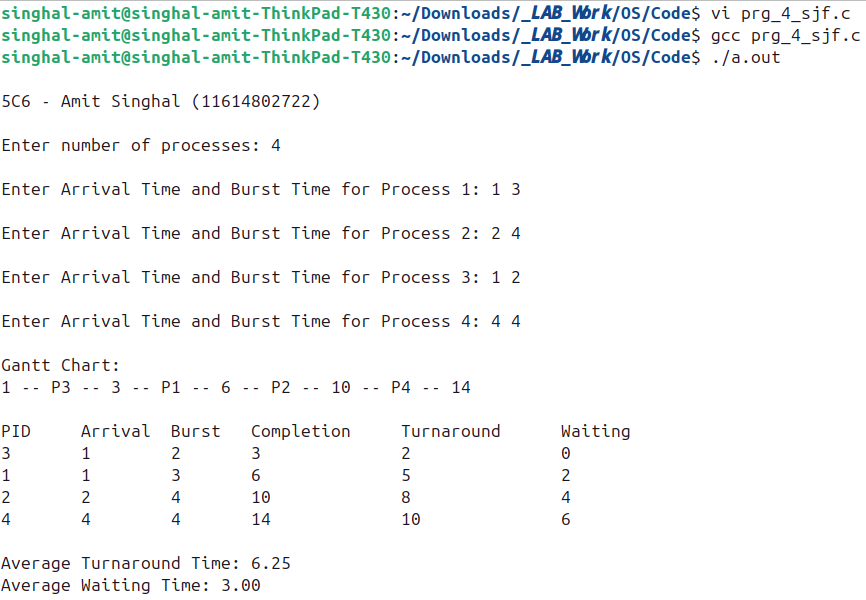 singhal-amit@singhal-amit-ThinkPad-T430:~/Downloads/_LAB_Work/OS/Code$ vi prg_4_sjf.c
singhal-amit@singhal-amit-ThinkPad-T430:~/Downloads/_LAB_Work/OS/Code$ gcc prg_4_sjf.c
singhal-amit@singhal-amit-ThinkPad-T430:~/Downloads/_LAB_Work/OS/Code$ ./a.out
5C6 - Amit Singhal (11614802722)
Enter number of processes: 4
Enter Arrival Time and Burst Time for Process 1: 1 3
Enter Arrival Time and Burst Time for Process 2: 2 4
Enter Arrival Time and Burst Time for Process 3: 1 2
Enter Arrival Time and Burst Time for Process 4: 4 4
Gantt Chart:
1 -- P3 -- 3 -- P1 -- 6 -- P2 -- 10 -- P4 -- 14
PID Arrival Burst Completion Turnaround Waiting
3 1 2 3 2 0
1 1 3 6 5 2
2 2 4 10 8 4
4 4 4 14 10 6
Average Turnaround Time: 6.25
Average Waiting Time: 3.00